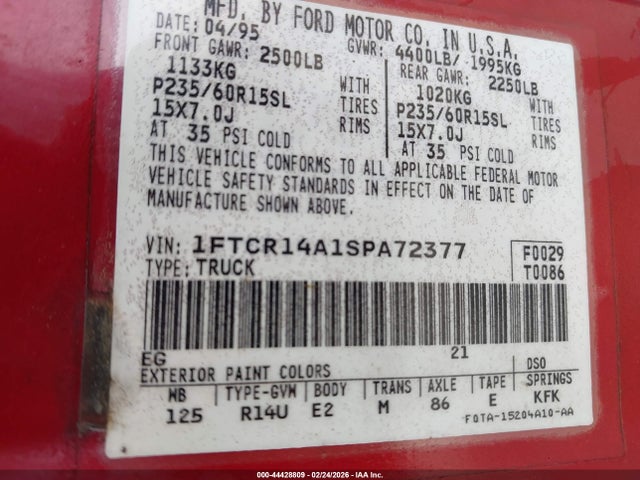 MFD. BY FORD MOTOR CO. IN U.S.A.
DATE: 04/95 GVWR: 4400LB/ 1995KG
FRONT GAWR: 2500LB REAR GAWR: 2250LB
1133KG WITH 1020KG WITH
P235/60R15SL TIRES P235/60R15SL TIRES
15X7.0J RIMS 15X7.0J RIMS
AT 35 PSI COLD AT 35 PSI COLD
THIS VEHICLE CONFORMS TO ALL APPLICABLE FEDERAL MOTOR
VEHICLE SAFETY STANDARDS IN EFFECT ON THE DATE OF
MANUFACTURE SHOWN ABOVE.
VIN: 1FTCR14A1SPA72377 F0029
TYPE: TRUCK T0086
EG 21
EXTERIOR PAINT COLORS DSO
WB TYPE-GVM BODY TRANS AXLE TAPE SPRINGS
125 R14U E2 M 86 E KFK
F0TA-15204A10-AA
000-44428809 - 02/24/2026 - IAA Inc.